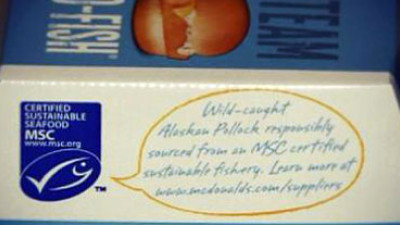 O-FISH
TEAM
CERTIFIED
SUSTAINABLE
SEAFOOD
MSC
www.msc.org
TM
Wild-caught
Alaskan Pollock responsibly
sourced from an MSC certified
sustainable fishery. Learn more at
www.mcdonalds.com/suppliers